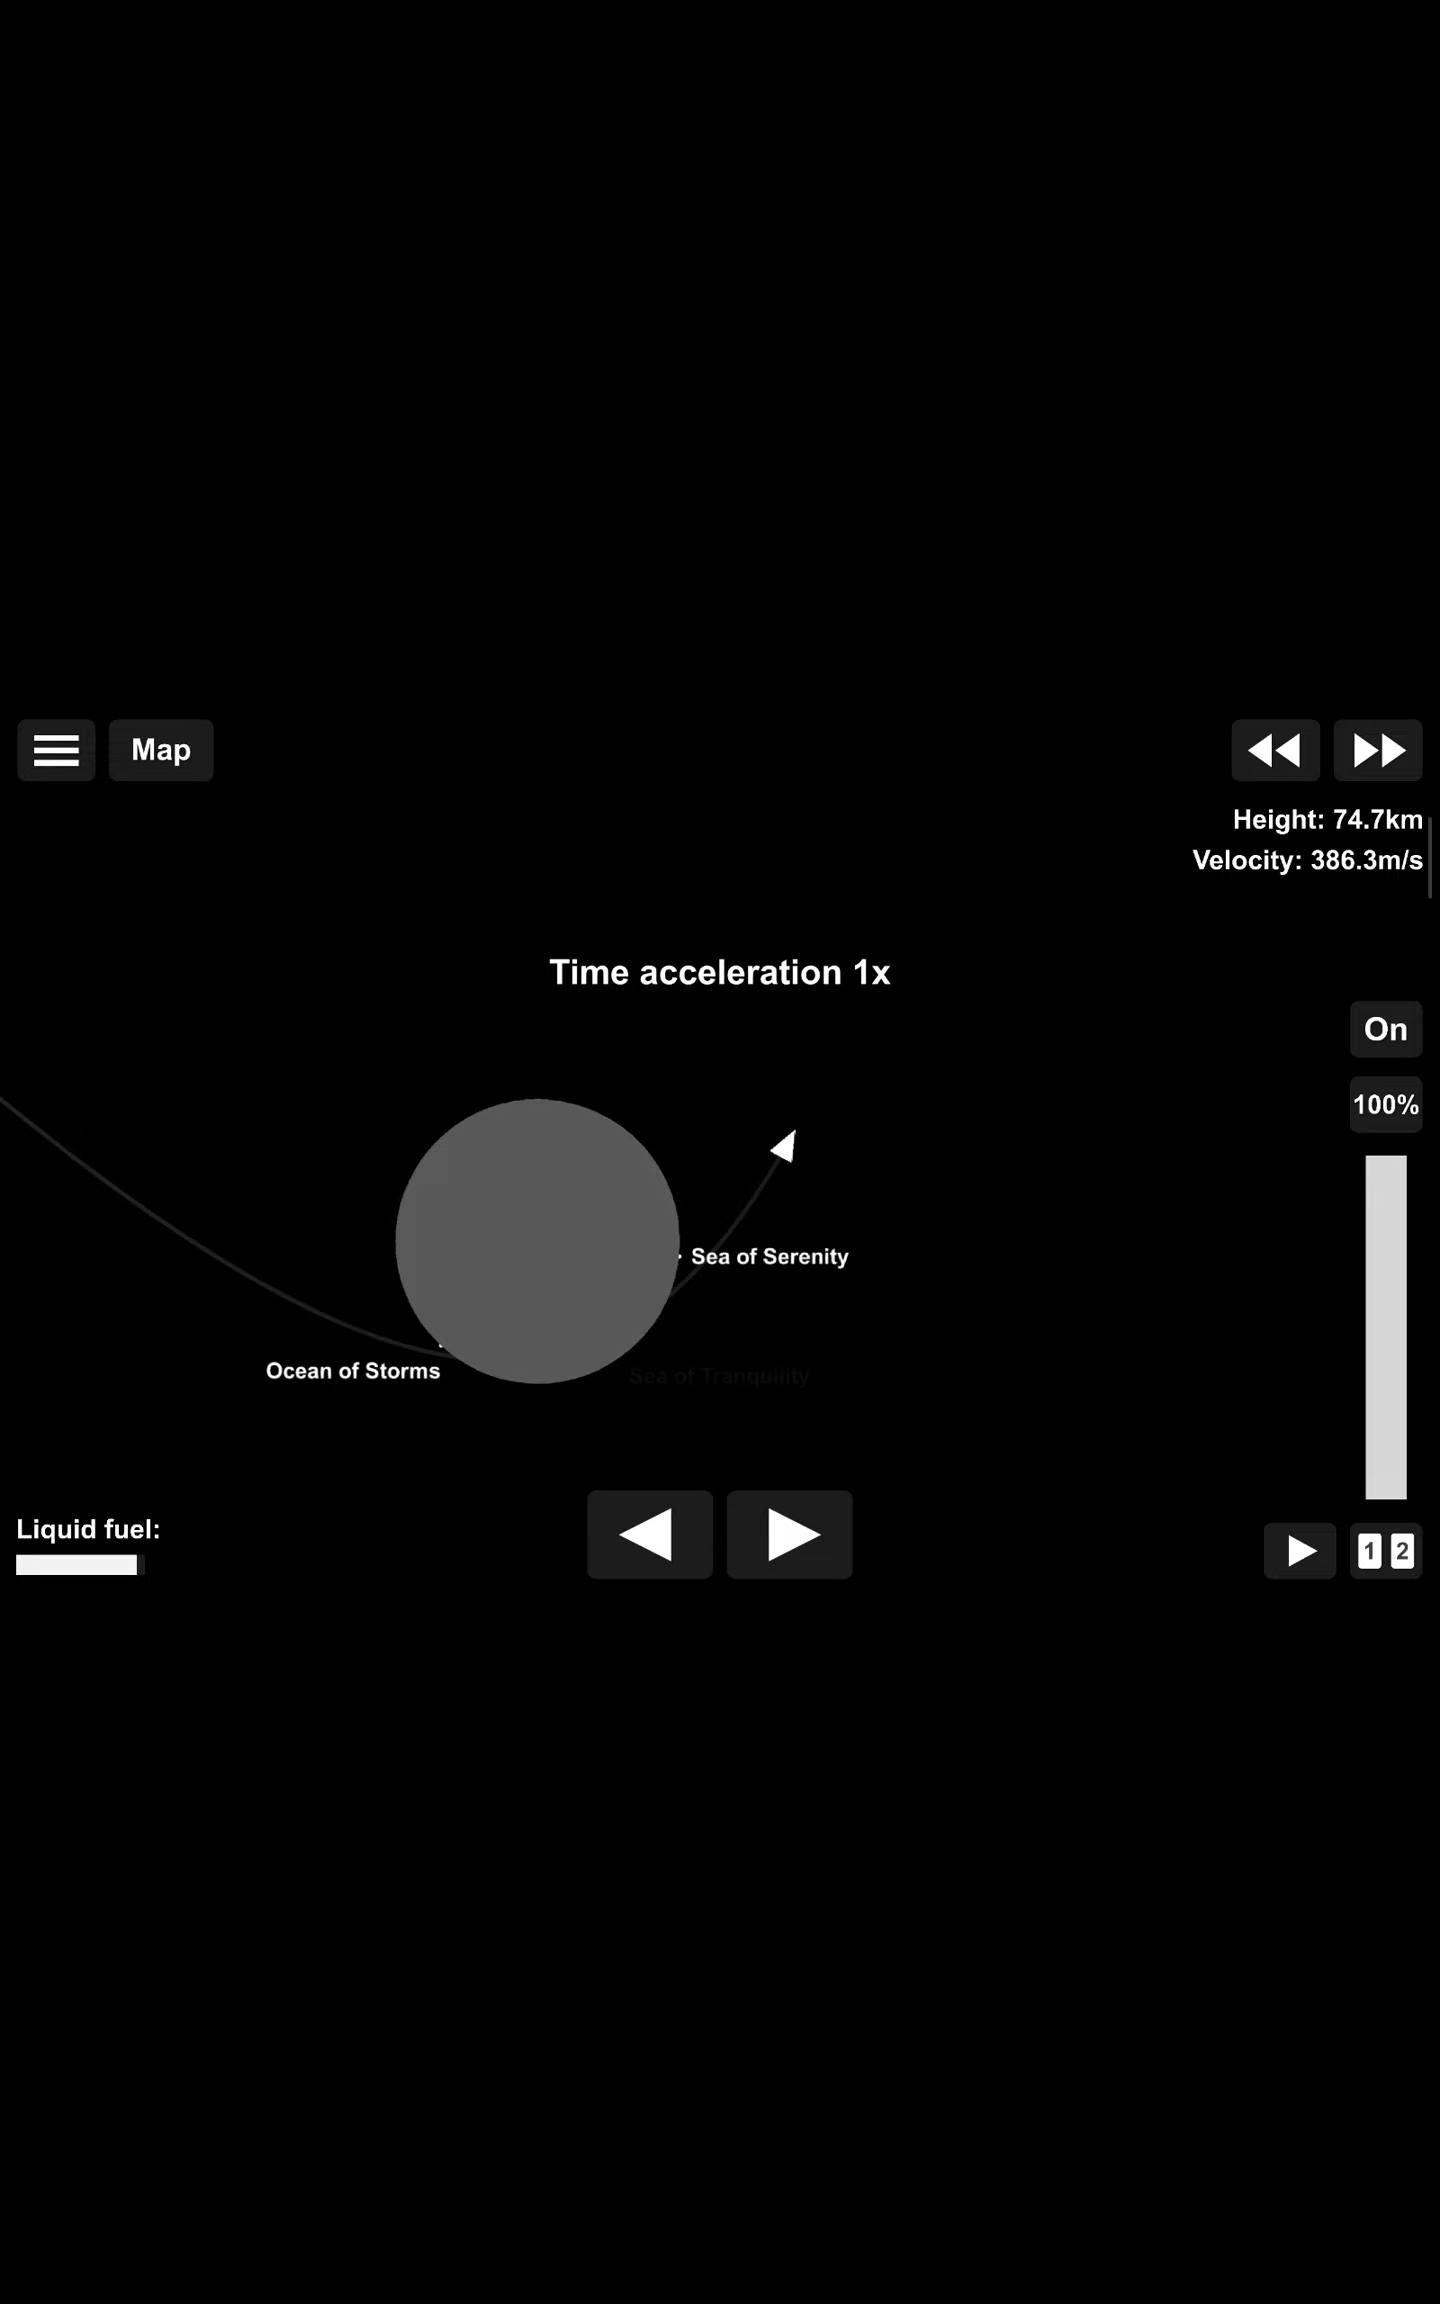 Map
Height: 74.7km
Velocity: 386.3m/s
Time acceleration 1x
On
100%
Sea of Serenity
Ocean of Storms
Sea of Tranquility
Liquid fuel:
1 2